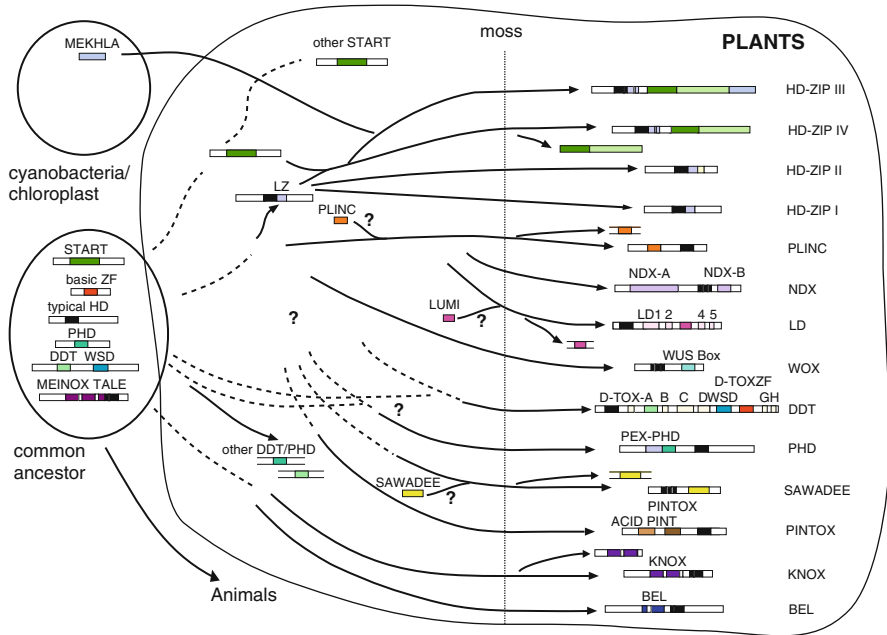 MEKHLA
other START
moss
PLANTS
HD-ZIP III
HD-ZIP IV
cyanobacteria/
chloroplast
HD-ZIP II
LZ
PLINC
?
HD-ZIP I
PLINC
START
basic ZF
typical HD
PHD
DDT WSD
MEINOX TALE
common
ancestor
NDX-A NDX-B
NDX
LUMI
?
?
LD1 2 4 5
LD
WUS Box
WOX
D-TOXZF
D-TOX-A B C DWSD GH
DDT
?
PEX-PHD
PHD
other DDT/PHD
SAWADEE
?
SAWADEE
PINTOX
ACID PINT
PINTOX
KNOX
KNOX
Animals
BEL
BEL